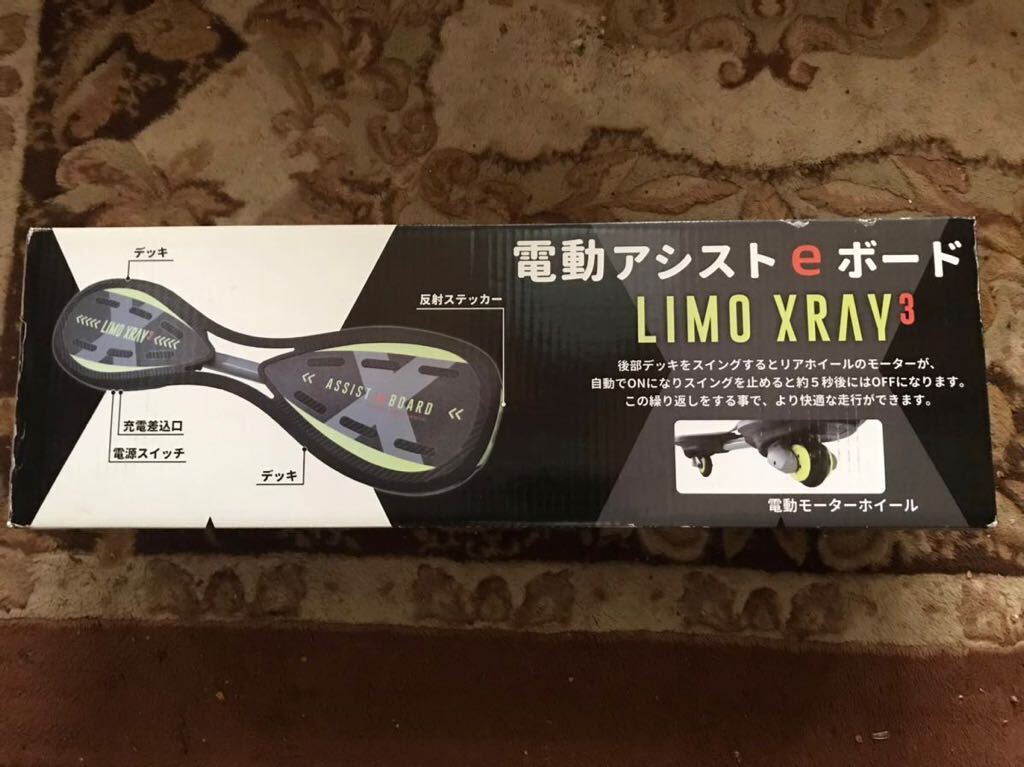 デッキ
LIMO XRAY3
ASSIST e BOARD
反射ステッカー
充電差込口
電源スイッチ
デッキ
電動アシスト e ボード
LIMO XRAY3
後部デッキをスイングするとリアホイールのモーターが、
自動でONになりスイングを止めると約5秒後にはOFFになります。
この繰り返しをする事で、より快適な走行ができます。
電動モーターホイール